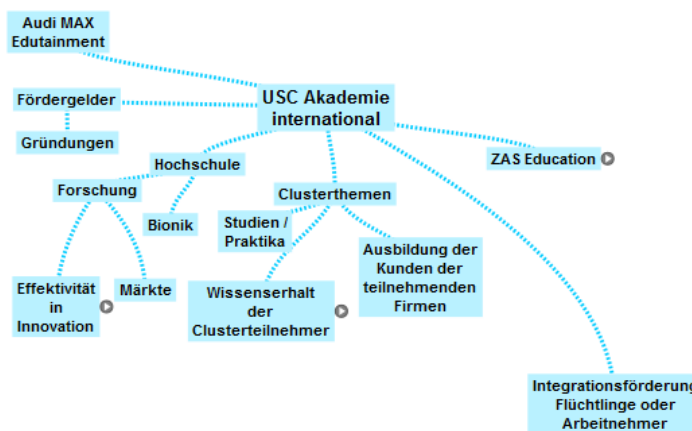 Audi MAX
Edutainment
USC Akademie
international
Fördergelder
Gründungen
Hochschule
ZAS Education
Forschung
Clusterthemen
Bionik
Studien /
Praktika
Ausbildung der
Kunden der
teilnehmenden
Firmen
Effektivität
in
Innovation
Märkte
Wissenserhalt
der
Clusterteilnehmer
Integrationsförderung
Flüchtlinge oder
Arbeitnehmer